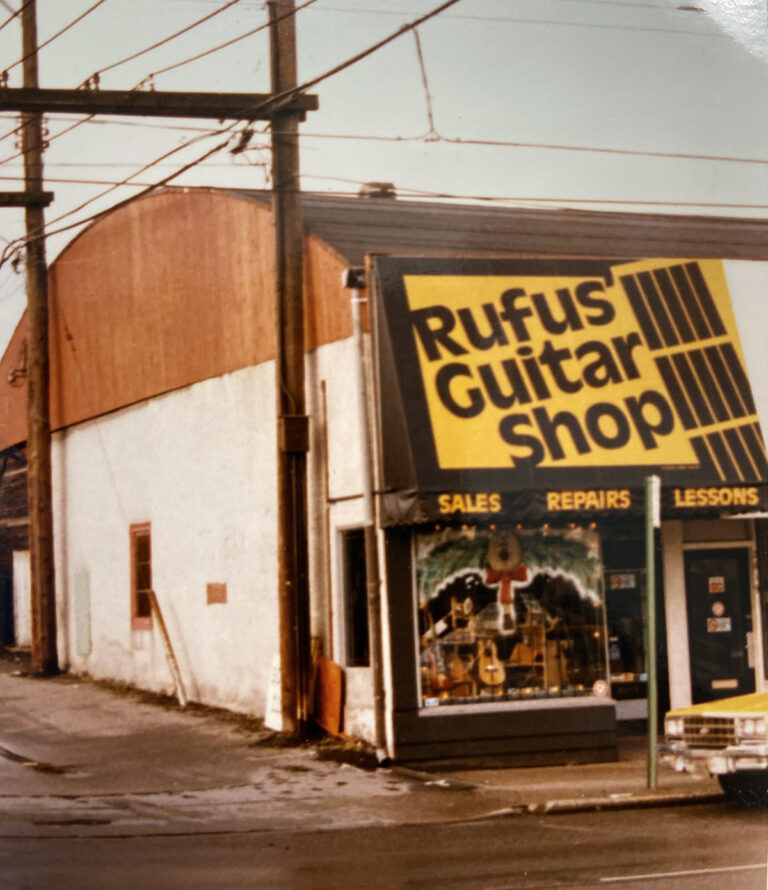 Rufus'
Guitar
Shop
SALES REPAIRS LESSONS